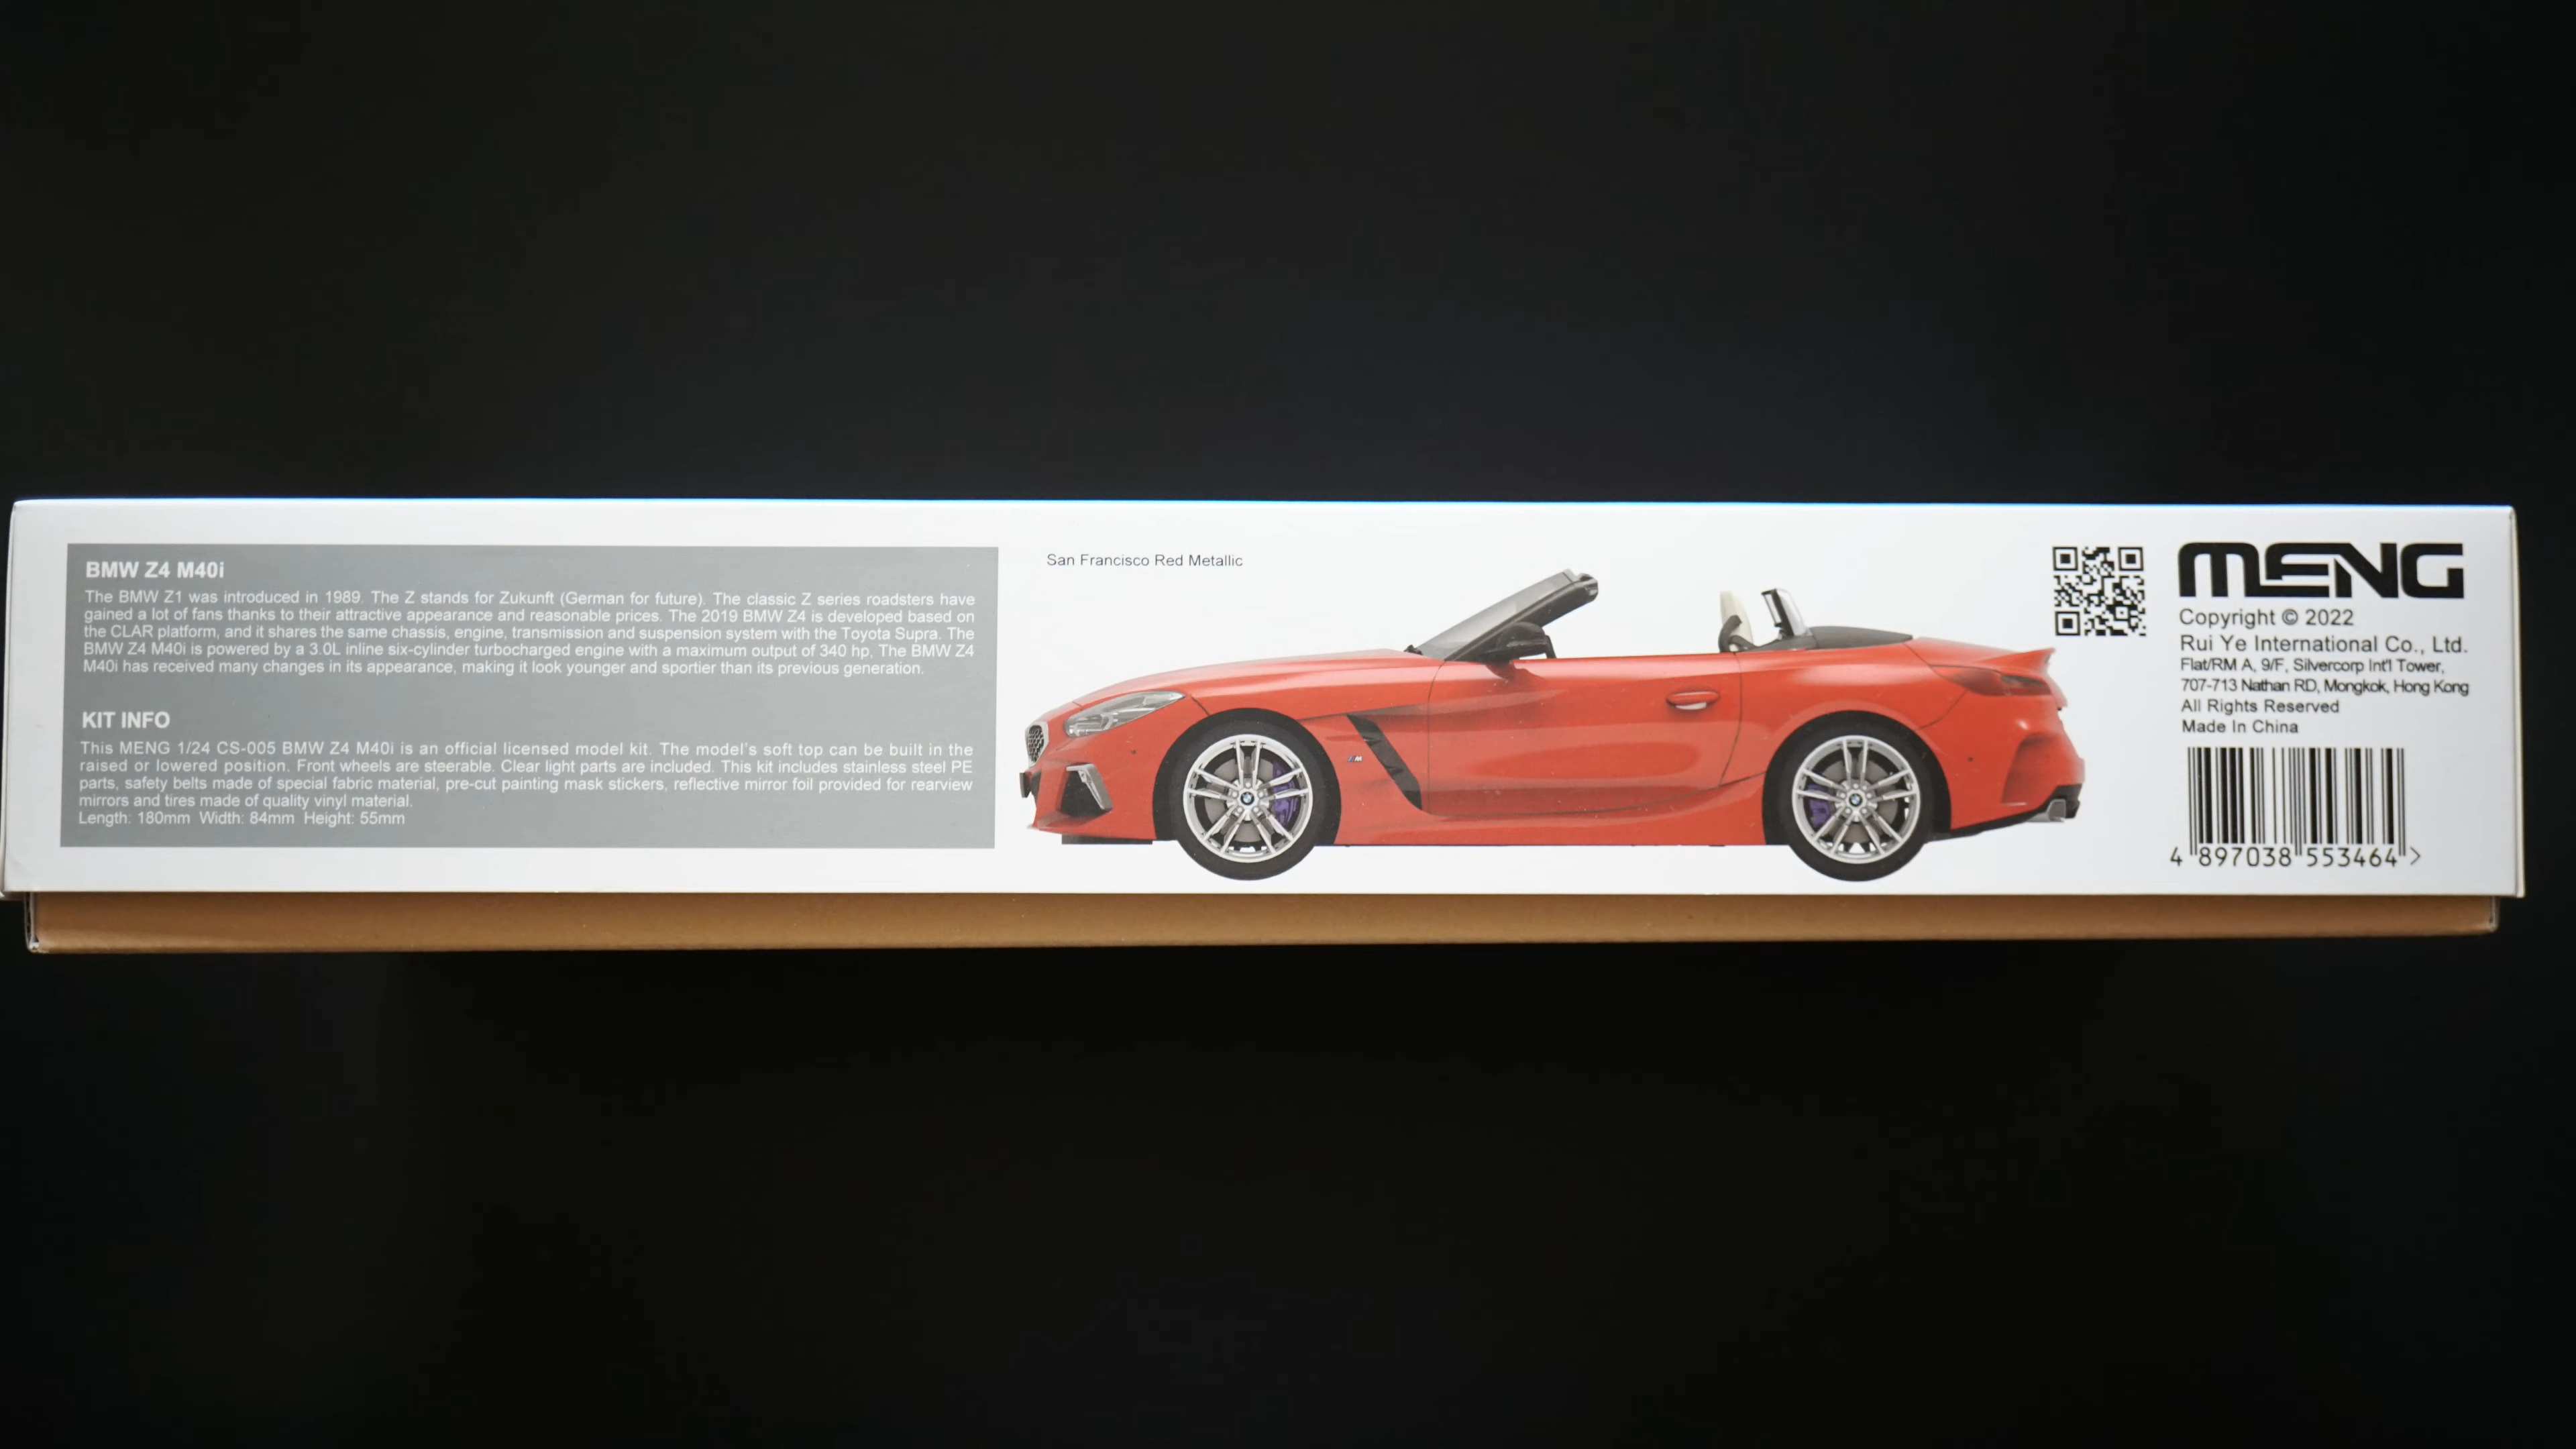 BMW Z4 M40i
The BMW Z1 was introduced in 1989. The Z stands for Zukunft (German for future). The classic Z series roadsters have
gained a lot of fans thanks to their attractive appearance and reasonable prices. The 2019 BMW Z4 is developed based on
the CLAR platform, and it shares the same chassis, engine, transmission and suspension system with the Toyota Supra. The
BMW Z4 M40i is powered by a 3.0L inline six-cylinder turbocharged engine with a maximum output of 340 hp, The BMW Z4
M40i has received many changes in its appearance, making it look younger and sportier than its previous generation.
KIT INFO
This MENG 1/24 CS-005 BMW Z4 M40i is an official licensed model kit. The model's soft top can be built in the
raised or lowered position. Front wheels are steerable. Clear light parts are included. This kit includes stainless steel PE
parts, safety belts made of special fabric material, pre-cut painting mask stickers, reflective mirror foil provided for rearview
mirrors and tires made of quality vinyl material.
Length: 180mm Width: 84mm Height: 55mm
San Francisco Red Metallic
MENG
Copyright © 2022
Rui Ye International Co., Ltd.
Flat/RM A, 9/F, Silvercorp Int'l Tower,
707-713 Nathan RD, Mongkok, Hong Kong
All Rights Reserved
Made In China
4 897038 553464 >